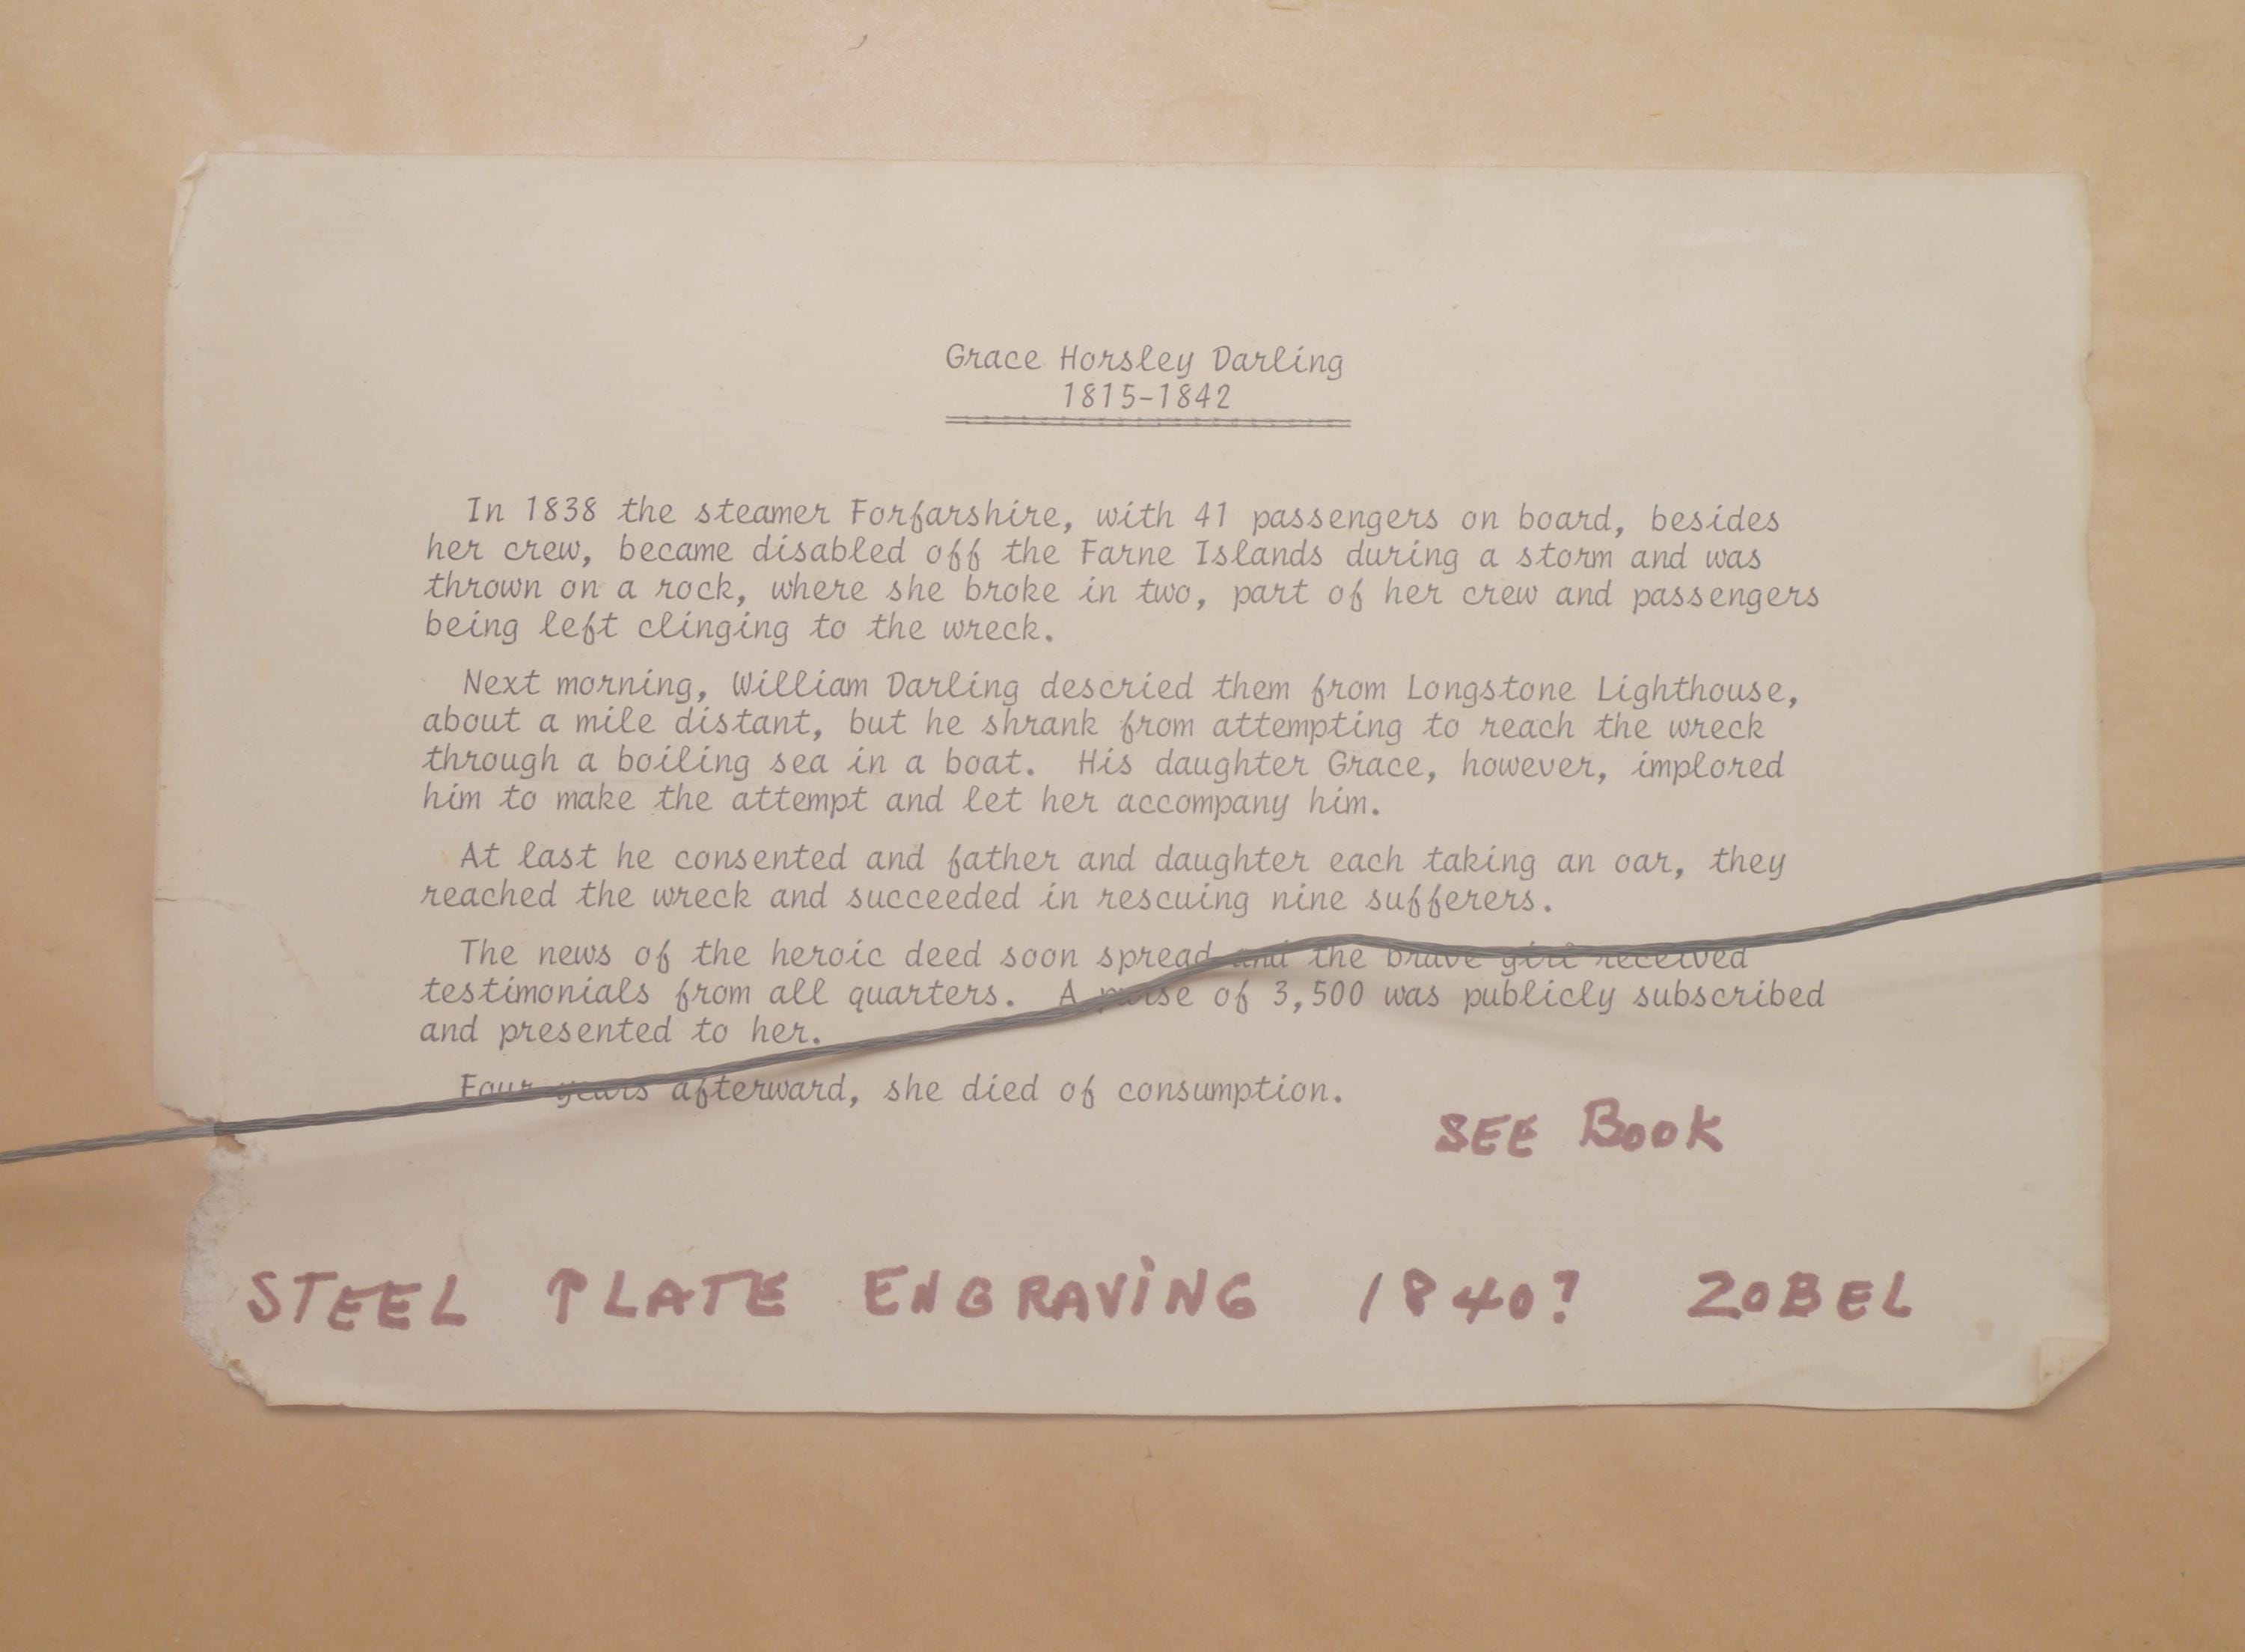 Grace Horsley Darling
1815-1842
In 1838 the steamer Forfarshire, with 41 passengers on board, besides
her crew, became disabled off the Farne Islands during a storm and was
thrown on a rock, where she broke in two, part of her crew and passengers
being left clinging to the wreck.
Next morning, William Darling descried them from Longstone Lighthouse,
about a mile distant, but he shrank from attempting to reach the wreck
through a boiling sea in a boat. His daughter Grace, however, implored
him to make the attempt and let her accompany him.
At last he consented and father and daughter each taking an oar, they
reached the wreck and succeeded in rescuing nine sufferers.
The news of the heroic deed soon spread and the brave girl received
testimonials from all quarters. A purse of 3,500 was publicly subscribed
and presented to her.
Four years afterward, she died of consumption.
SEE BOOK
STEEL PLATE ENGRAVING 1840? ZOBEL